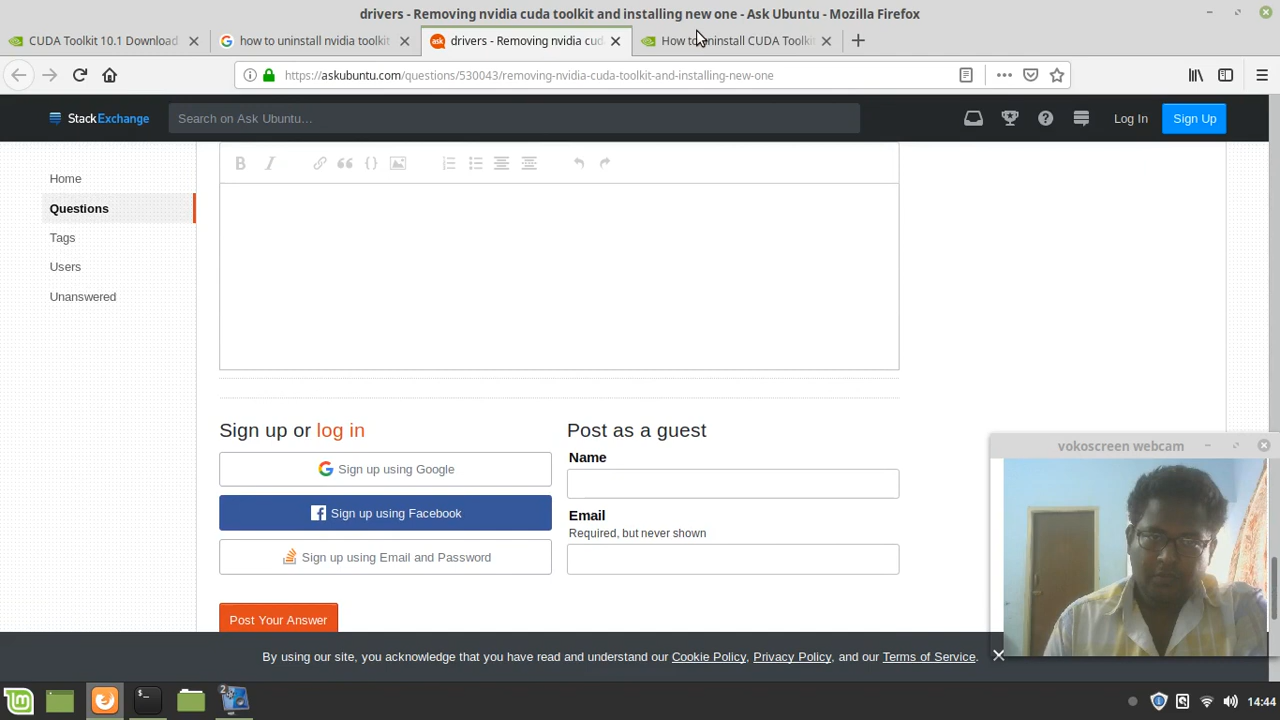 drivers - Removing nvidia cuda toolkit and installing new one - Ask Ubuntu - Mozilla Firefox
CUDA Toolkit 10.1 Download
how to uninstall nvidia toolkit
drivers - Removing nvidia cud
How to uninstall CUDA Toolkit
https://askubuntu.com/questions/530043/removing-nvidia-cuda-toolkit-and-installing-new-one
StackExchange
Search on Ask Ubuntu…
Log In
Sign Up
Home
Questions
Tags
Users
Unanswered
Sign up or log in
Post as a guest
Sign up using Google
Sign up using Facebook
Sign up using Email and Password
Name
Email
Required, but never shown
Post Your Answer
vokoscreen webcam
By using our site, you acknowledge that you have read and understand our Cookie Policy, Privacy Policy, and our Terms of Service.
14:44